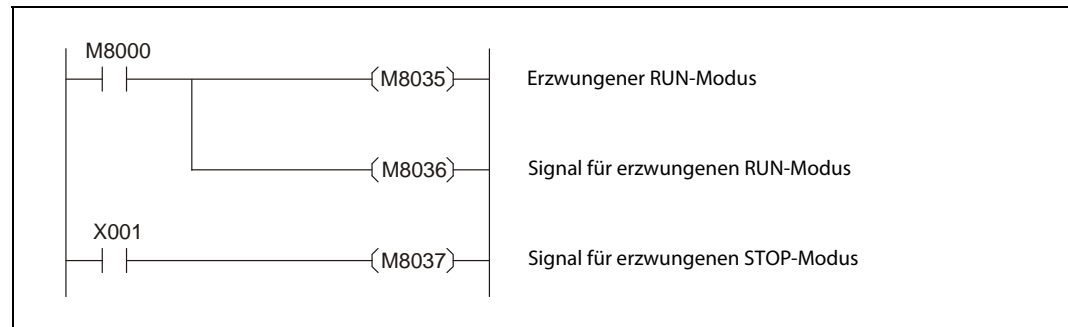 M8000
M8035 Erzwungener RUN-Modus
M8036 Signal für erzwungenen RUN-Modus
X001
M8037 Signal für erzwungenen STOP-Modus